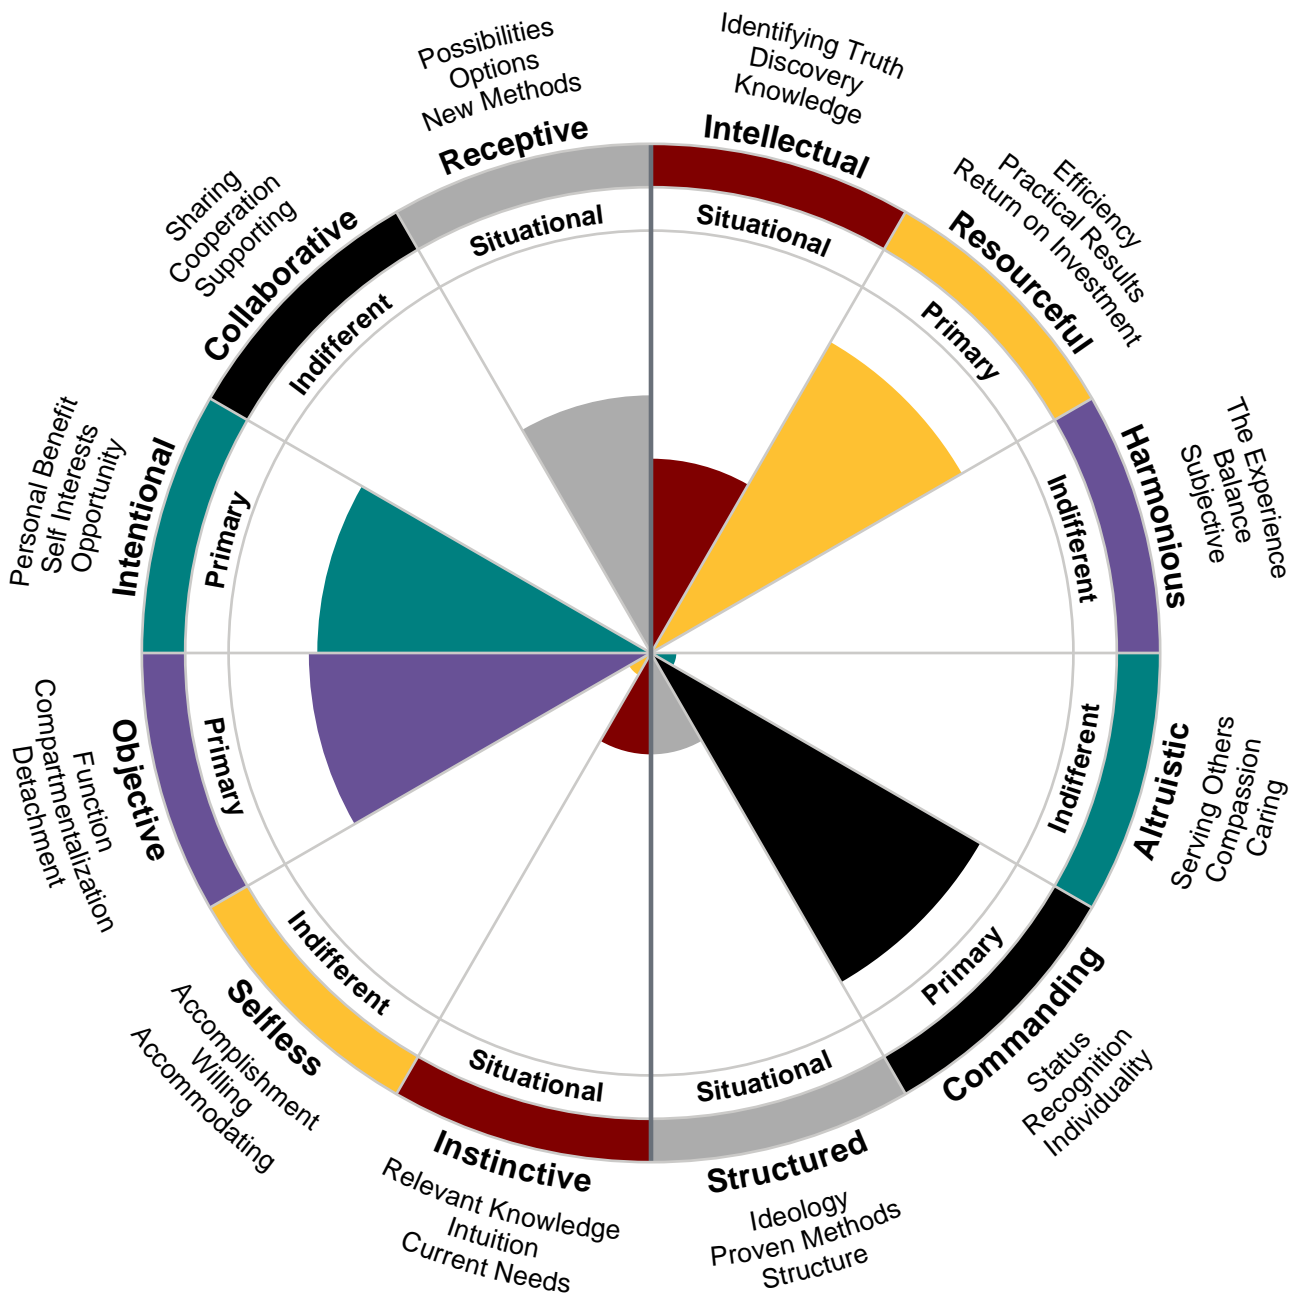 Identifying Truth
Discovery
Knowledge
Intellectual
Situational
Efficiency
Practical Results
Return on Investment
Resourceful
Primary
The Experience
Balance
Subjective
Harmonious
Indifferent
Altruistic
Indifferent
Serving Others
Compassion
Caring
Primary
Commanding
Status
Recognition
Individuality
Situational
Structured
Ideology
Proven Methods
Structure
Situational
Instinctive
Relevant Knowledge
Intuition
Current Needs
Indifferent
Selfless
Accomplishment
Willing
Accommodating
Primary
Objective
Function
Compartmentalization
Detachment
Personal Benefit
Self Interests
Opportunity
Intentional
Primary
Sharing
Cooperation
Supporting
Collaborative
Indifferent
Possibilities
Options
New Methods
Receptive
Situational